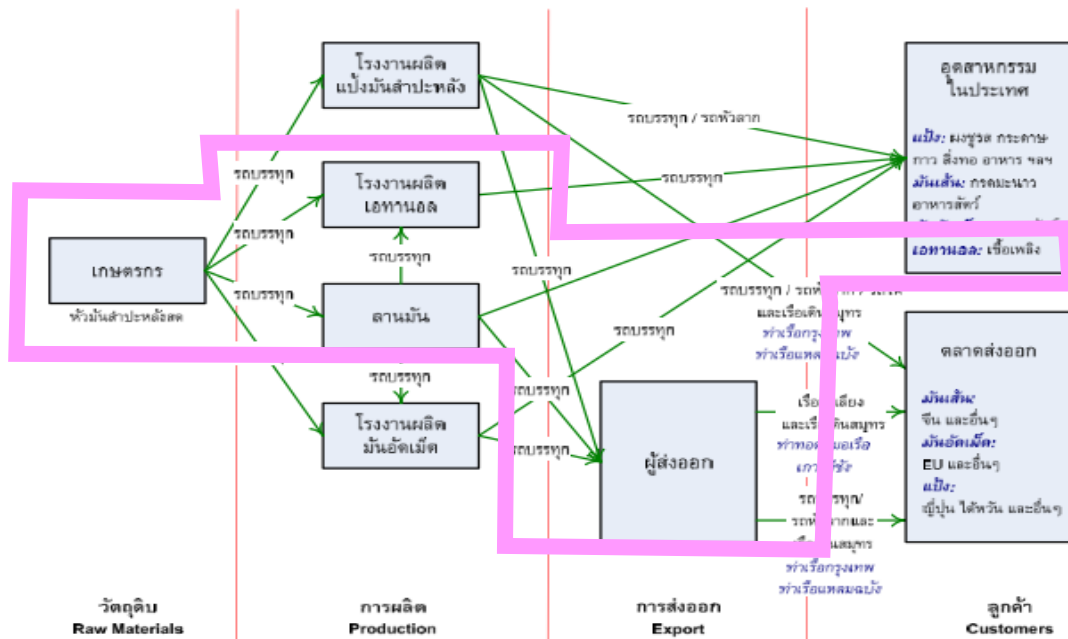 โรงงานผลิต
แป้งมันสำปะหลัง
อุตสาหกรรม
ในประเทศ
แป้ง: ผงชูรส กระดาษ
กาว สิ่งทอ อาหาร ฯลฯ
มันเส้น: กรดมะนาว
อาหารสัตว์
เอทานอล: เชื้อเพลิง
รถบรรทุก / รถหัวลาก
รถบรรทุก
โรงงานผลิต
เอทานอล
รถบรรทุก
รถบรรทุก
เกษตรกร
หัวมันสำปะหลังสด
รถบรรทุก
รถบรรทุก
รถบรรทุก
ลานมัน
รถบรรทุก /
และเรือเดินสมุทร
ท่าเรือกรุงเทพ
ท่าเรือแหลมฉบัง
รถบรรทุก
รถบรรทุก
รถบรรทุก
โรงงานผลิต
มันอัดเม็ด
รถบรรทุก
ผู้ส่งออก
ท่าเรือกรุงเทพ
ท่าเรือแหลมฉบัง
ตลาดส่งออก
มันเส้น:
จีน และอื่นๆ
มันอัดเม็ด:
EU และอื่นๆ
แป้ง:
ญี่ปุ่น ไต้หวัน และอื่นๆ
วัตถุดิบ
Raw Materials
การผลิต
Production
การส่งออก
Export
ลูกค้า
Customers